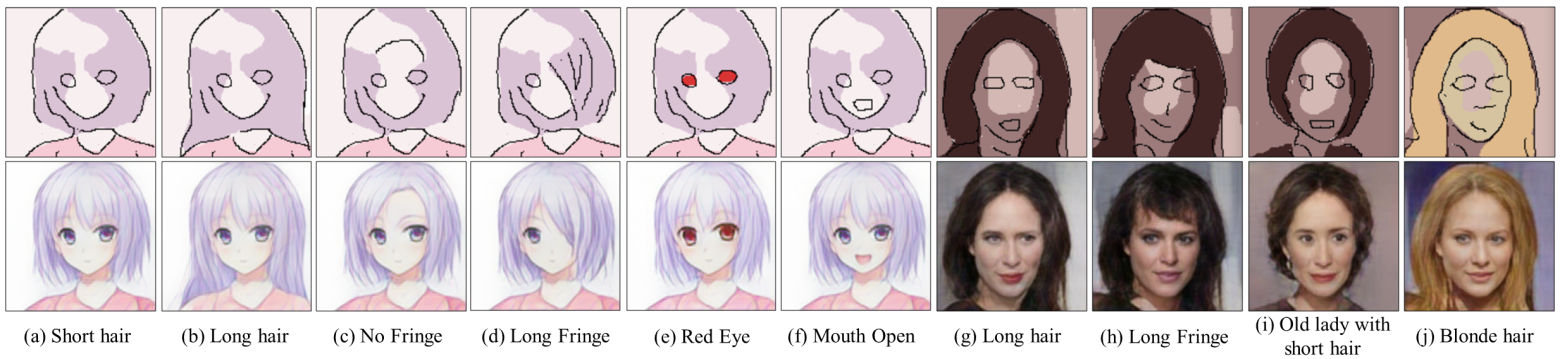 (a) Short hair
(b) Long hair
(c) No Fringe
(d) Long Fringe
(e) Red Eye
(f) Mouth Open
(g) Long hair
(h) Long Fringe
(i) Old lady with
short hair
(j) Blonde hair